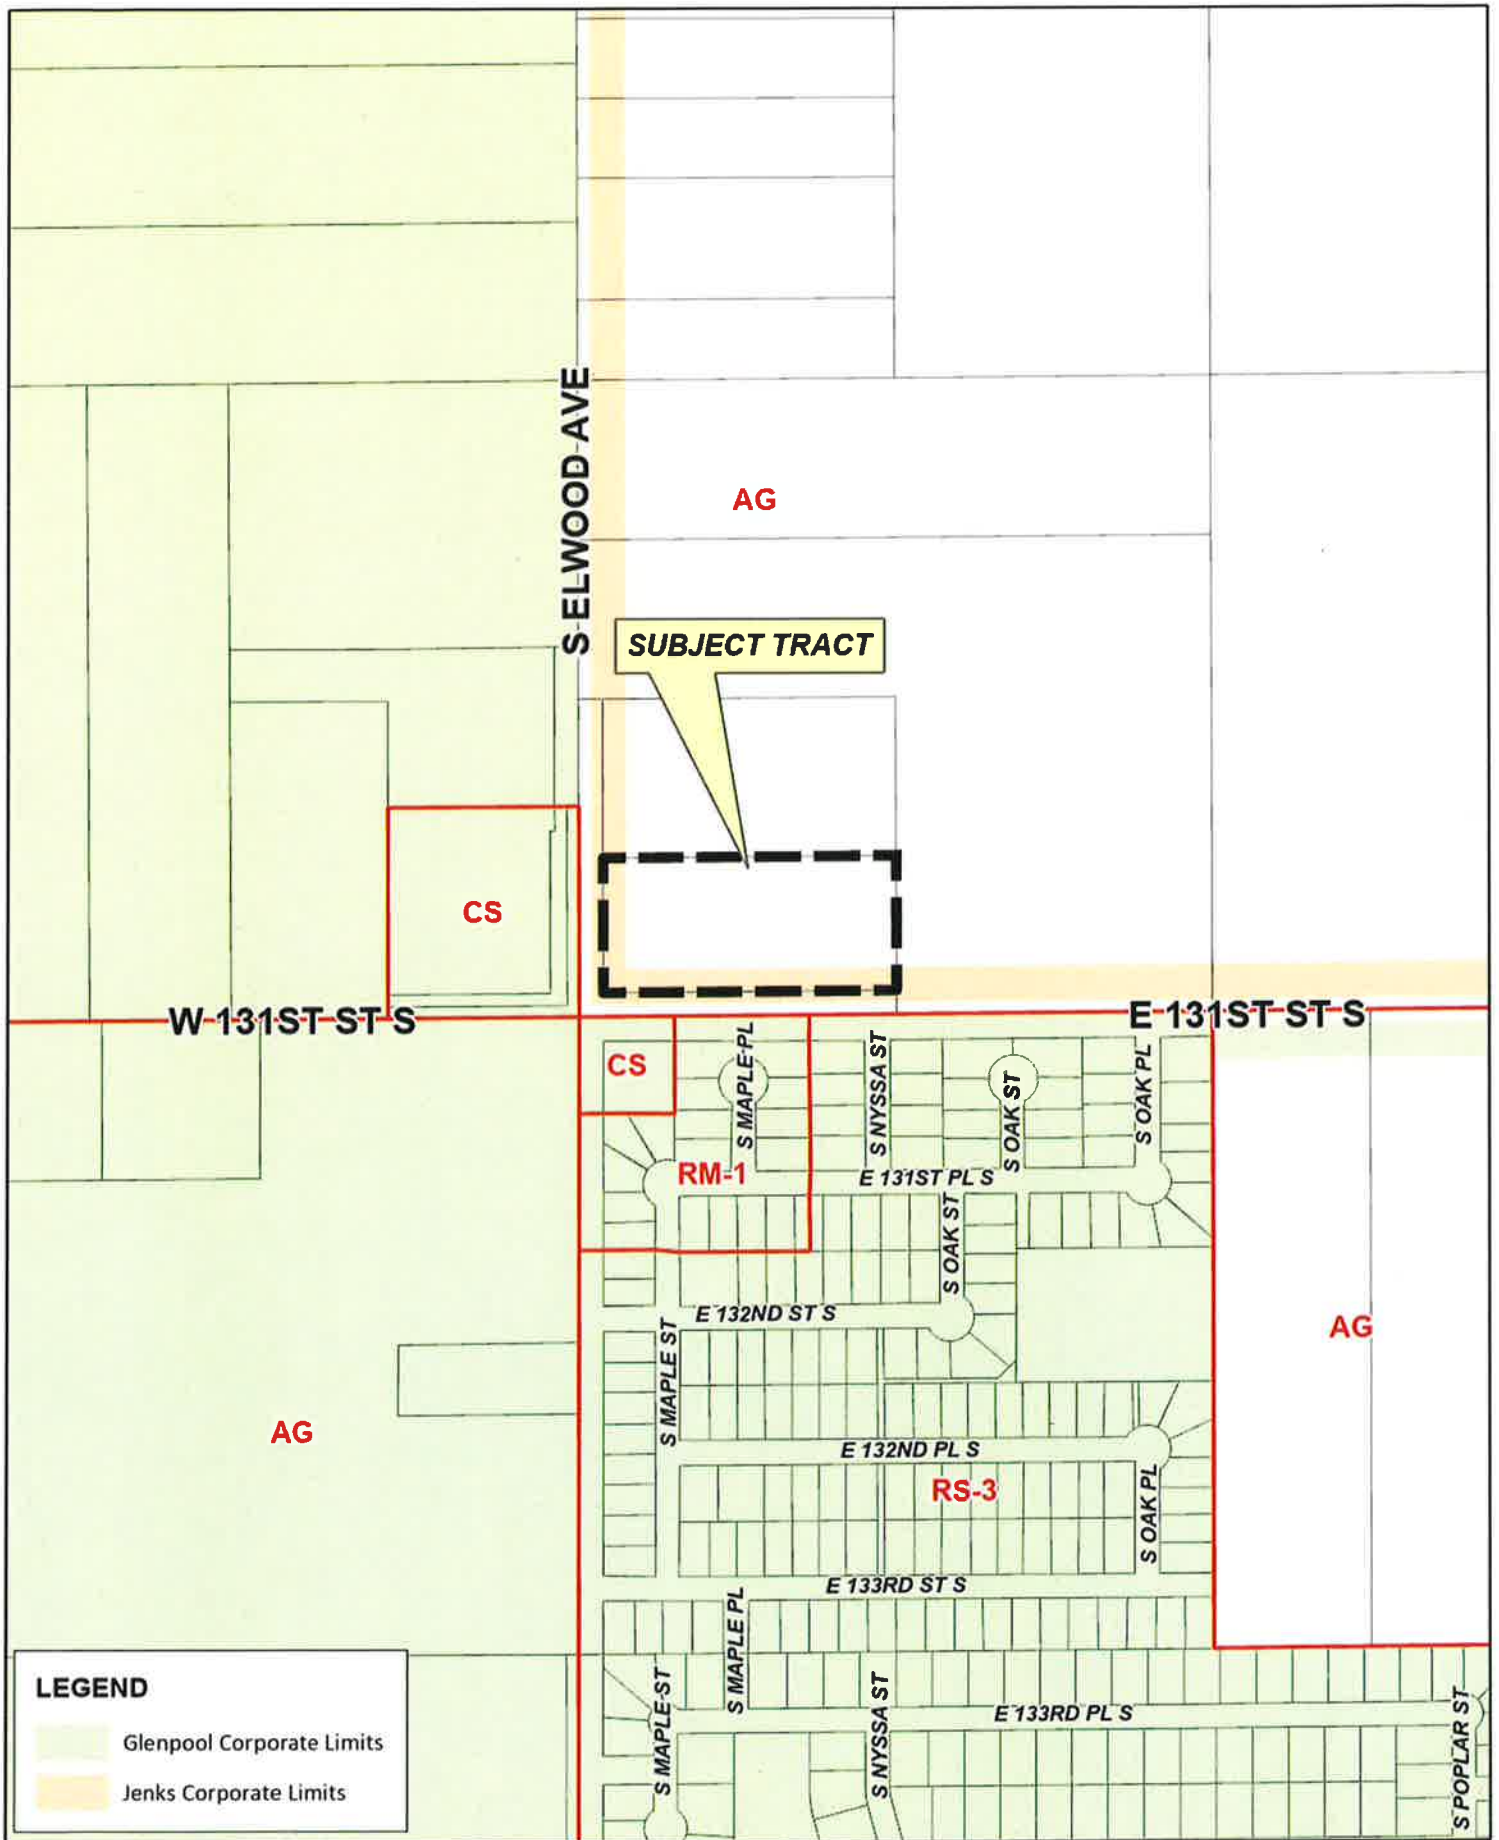 S ELWOOD AVE
AG
SUBJECT TRACT
CS
W 131ST ST S
E 131ST ST S
CS
S MAPLE PL
S NYSSA ST
S OAK ST
S OAK PL
RM-1
E 131ST PL S
S OAK ST
E 132ND ST S
S MAPLE ST
AG
AG
E 132ND PL S
RS-3
S OAK PL
E 133RD ST S
S MAPLE PL
S MAPLE ST
S NYSSA ST
E 133RD PL S
S POPLAR ST
LEGEND
Glenpool Corporate Limits
Jenks Corporate Limits